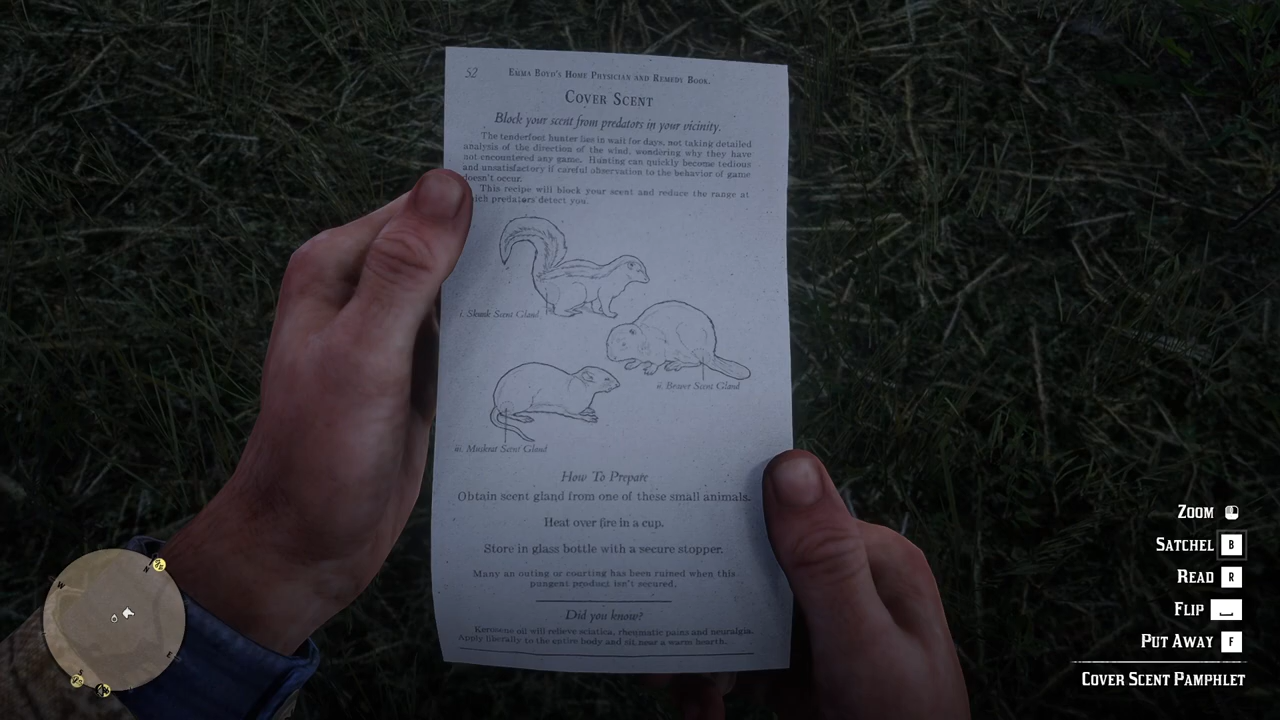 52 EMMA BOYD'S HOME PHYSICIAN AND REMEDY BOOK.
COVER SCENT
Block your scent from predators in your vicinity.
The tenderfoot hunter lies in wait for days, not taking detailed
analysis of the direction of the wind, wondering why they have
not encountered any game. Hunting can quickly become tedious
and unsatisfactory if careful observation to the behavior of game
doesn't occur.
This recipe will block your scent and reduce the range at
predators detect you.
i. Skunk Scent Gland
ii. Beaver Scent Gland
iii. Muskrat Scent Gland
How To Prepare
Obtain scent gland from one of these small animals.
Heat over fire in a cup.
Store in glass bottle with a secure stopper.
Many an outing or courting has been ruined when this
pungent product isn't secured.
Did you know?
Kerosene oil will relieve sciatica, rheumatic pains and neuralgia.
Apply liberally to the entire body and sit near a warm hearth.
ZOOM
SATCHEL B
READ R
FLIP
PUT AWAY F
COVER SCENT PAMPHLET
N
W
E
S